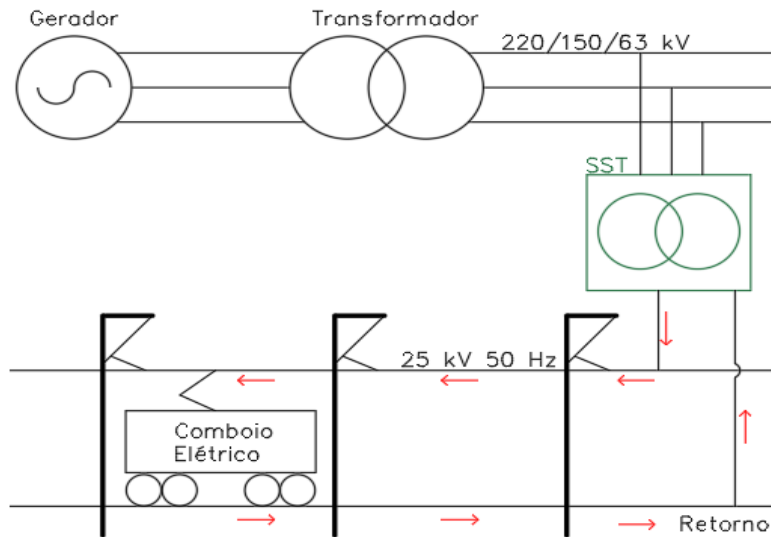 Gerador
Transformador
220/150/63 kV
SST
25 kV 50 Hz
Comboio
Elétrico
Retorno